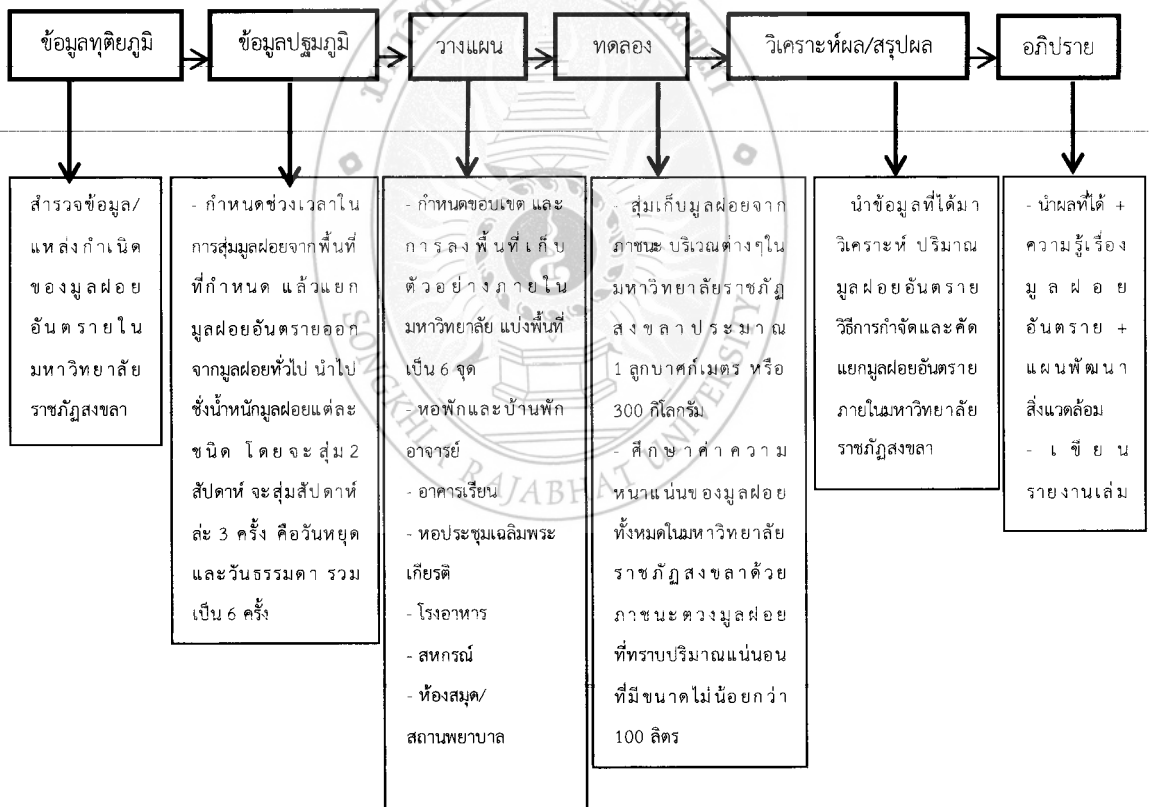 ข้อมูลทุติยภูมิ
ข้อมูลปฐมภูมิ
วางแผน
ทดลอง
วิเคราะห์ผล/สรุปผล
อภิปราย
สำรวจข้อมูล/
แหล่งกำเนิด
ของมูลฝอย
อันตรายใน
มหาวิทยาลัย
ราชภัฏสงขลา
- กำหนดช่วงเวลาใน
การสุ่มมูลฝอยจากพื้นที่
ที่กำหนด แล้วแยก
มูลฝอยอันตรายออก
จากมูลฝอยทั่วไป นำไป
ชั่งน้ำหนักมูลฝอยแต่ละ
ชนิด โดยจะสุ่ม 2
สัปดาห์ จะสุ่มสัปดาห์
ล่ะ 3 ครั้ง คือวันหยุด
และวันธรรมดา รวม
เป็น 6 ครั้ง
- กำหนดขอบเขต และ
การลงพื้นที่เก็บ
ตัวอย่างภายใน
มหาวิทยาลัย แบ่งพื้นที่
เป็น 6 จุด
- หอพักและบ้านพัก
อาจารย์
- อาคารเรียน
- หอประชุมเฉลิมพระ
เกียรติ
- โรงอาหาร
- สหกรณ์
- ห้องสมุด/
สถานพยาบาล
- สุ่มเก็บมูลฝอยจาก
ภาชนะ บริเวณต่างๆใน
มหาวิทยาลัยราชภัฏ
สงขลาประมาณ
1 ลูกบาศก์เมตร หรือ
300 กิโลกรัม
- ศึกษาค่าความ
หนาแน่นของมูลฝอย
ทั้งหมดในมหาวิทยาลัย
ราชภัฏสงขลาด้วย
ภาชนะตวงมูลฝอย
ที่ทราบปริมาณแน่นอน
ที่มีขนาดไม่น้อยกว่า
100 ลิตร
นำข้อมูลที่ได้มา
วิเคราะห์ ปริมาณ
มูลฝอยอันตราย
วิธีการกำจัดและคัด
แยกมูลฝอยอันตราย
ภายในมหาวิทยาลัย
ราชภัฏสงขลา
- นำผลที่ได้ +
ความรู้เรื่อง
มูลฝอย
อันตราย +
แผนพัฒนา
สิ่งแวดล้อม
- เขียน
รายงานเล่ม
SONGKHLA RAJABHAT UNIVERSITY